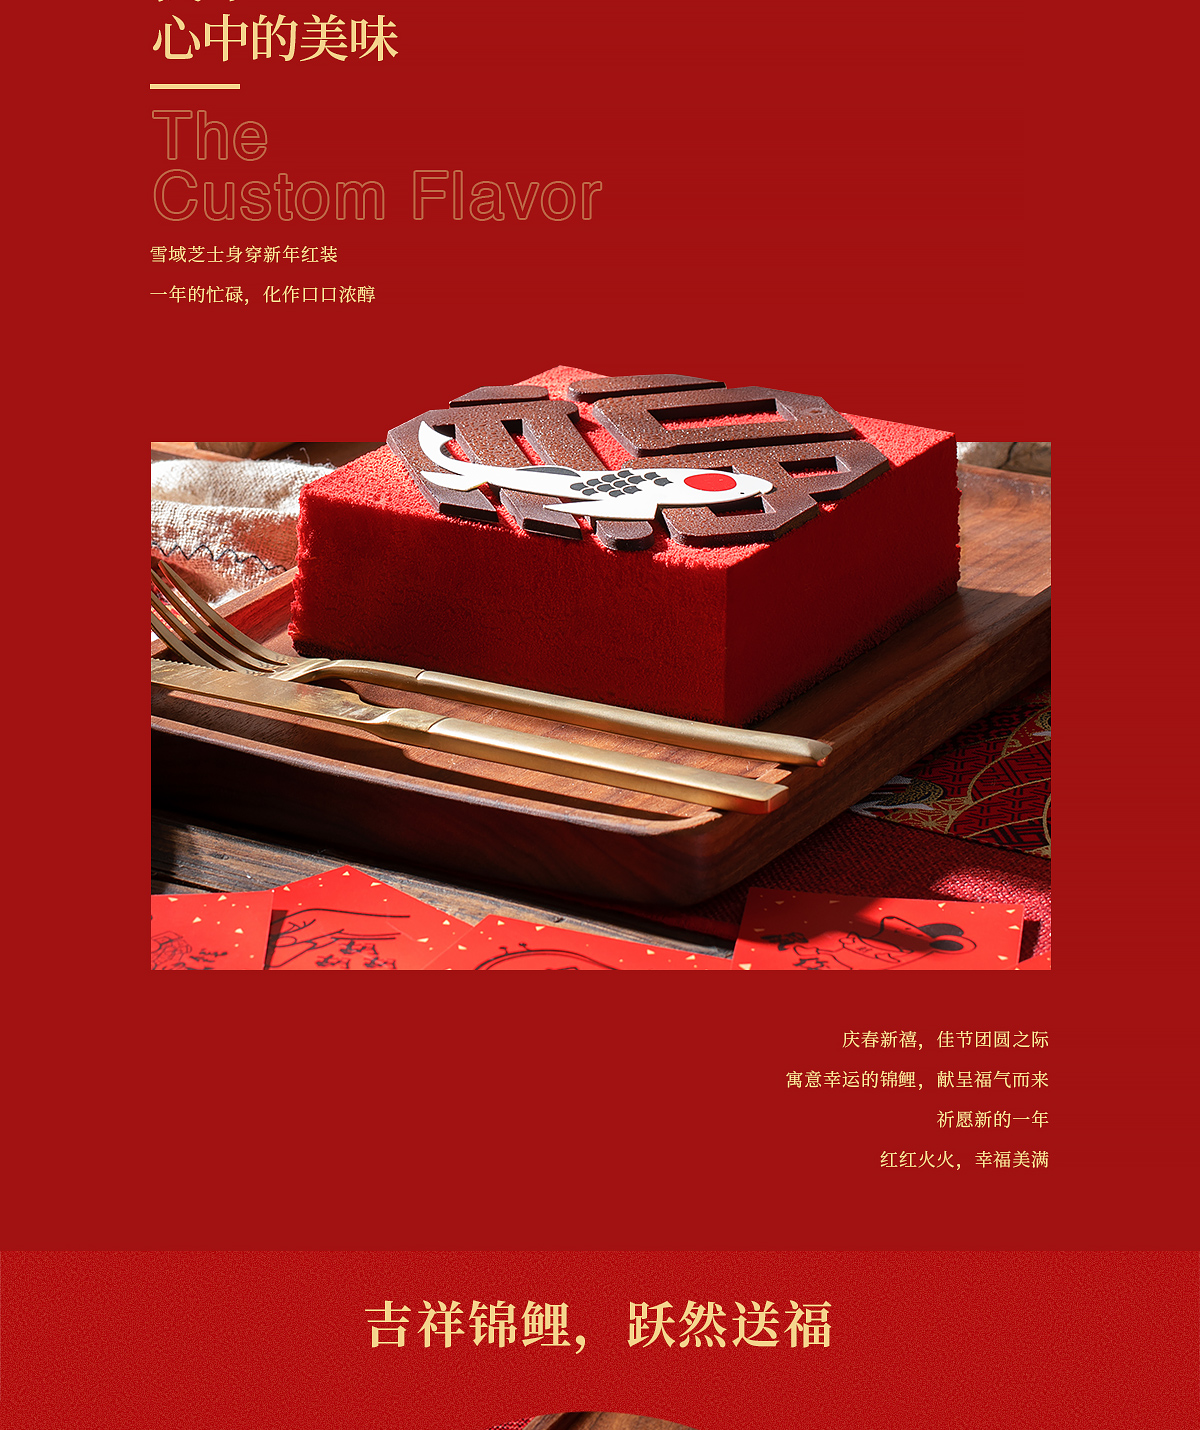 心中的美味
The
Custom Flavor
雪域芝士身穿新年红装
一年的忙碌，化作口口浓醇
庆春新禧，佳节团圆之际
寓意幸运的锦鲤，献呈福气而来
祈愿新的一年
红红火火，幸福美满
吉祥锦鲤，跃然送福